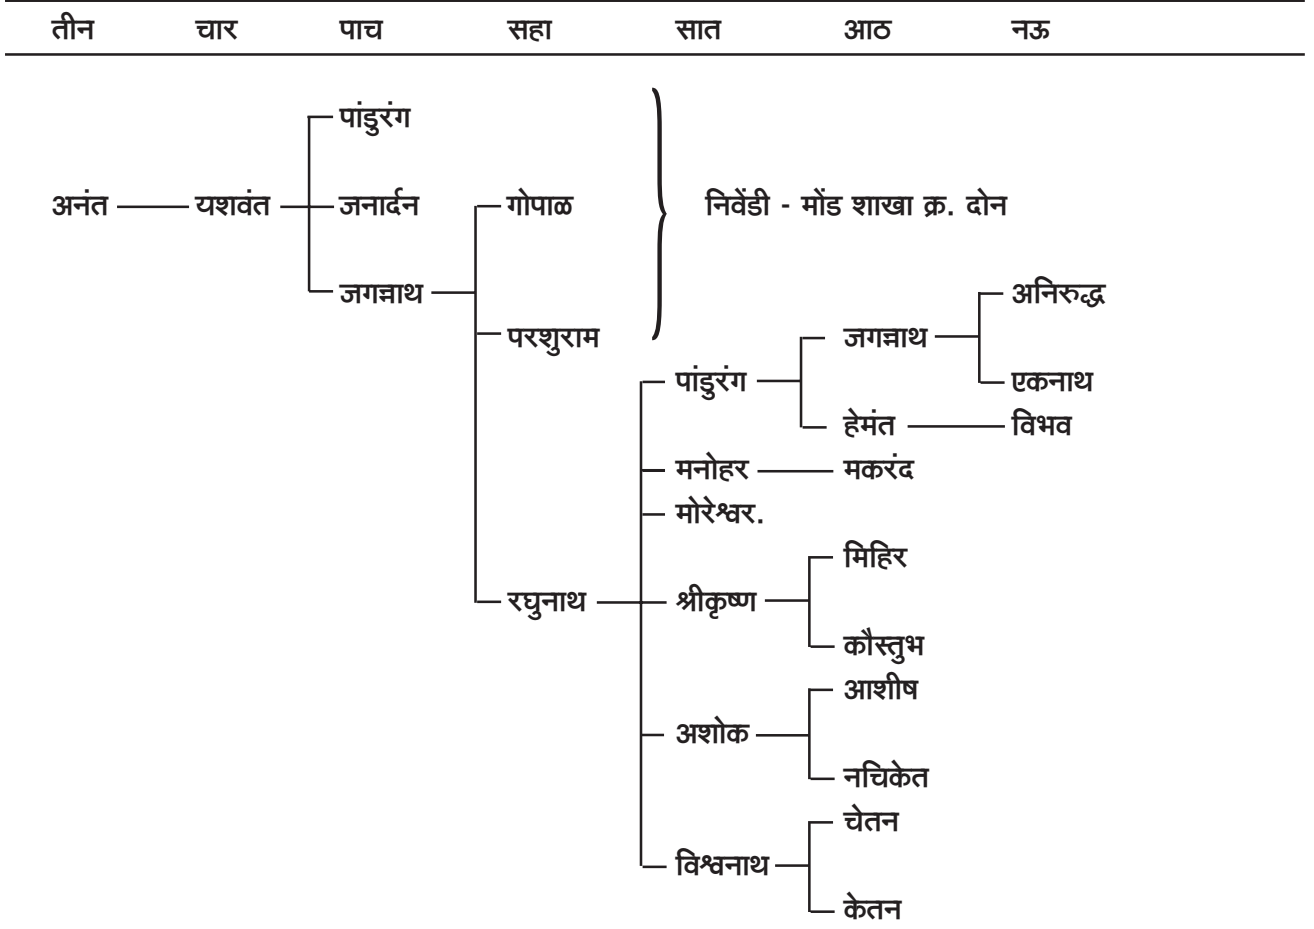 तीन चार पाच सहा सात आठ नऊ
पांडुरंग
अनंत यशवंत जनार्दन गोपाळ निवेंडी - मोंड शाखा क्र. दोन
जगन्नाथ अनिरुद्ध
परशुराम जगन्नाथ
पांडुरंग एकनाथ
हेमंत विभव
मनोहर मकरंद
मोरेश्वर.
मिहिर
रघुनाथ श्रीकृष्ण
कौस्तुभ
आशीष
अशोक
नचिकेत
चेतन
विश्वनाथ
केतन